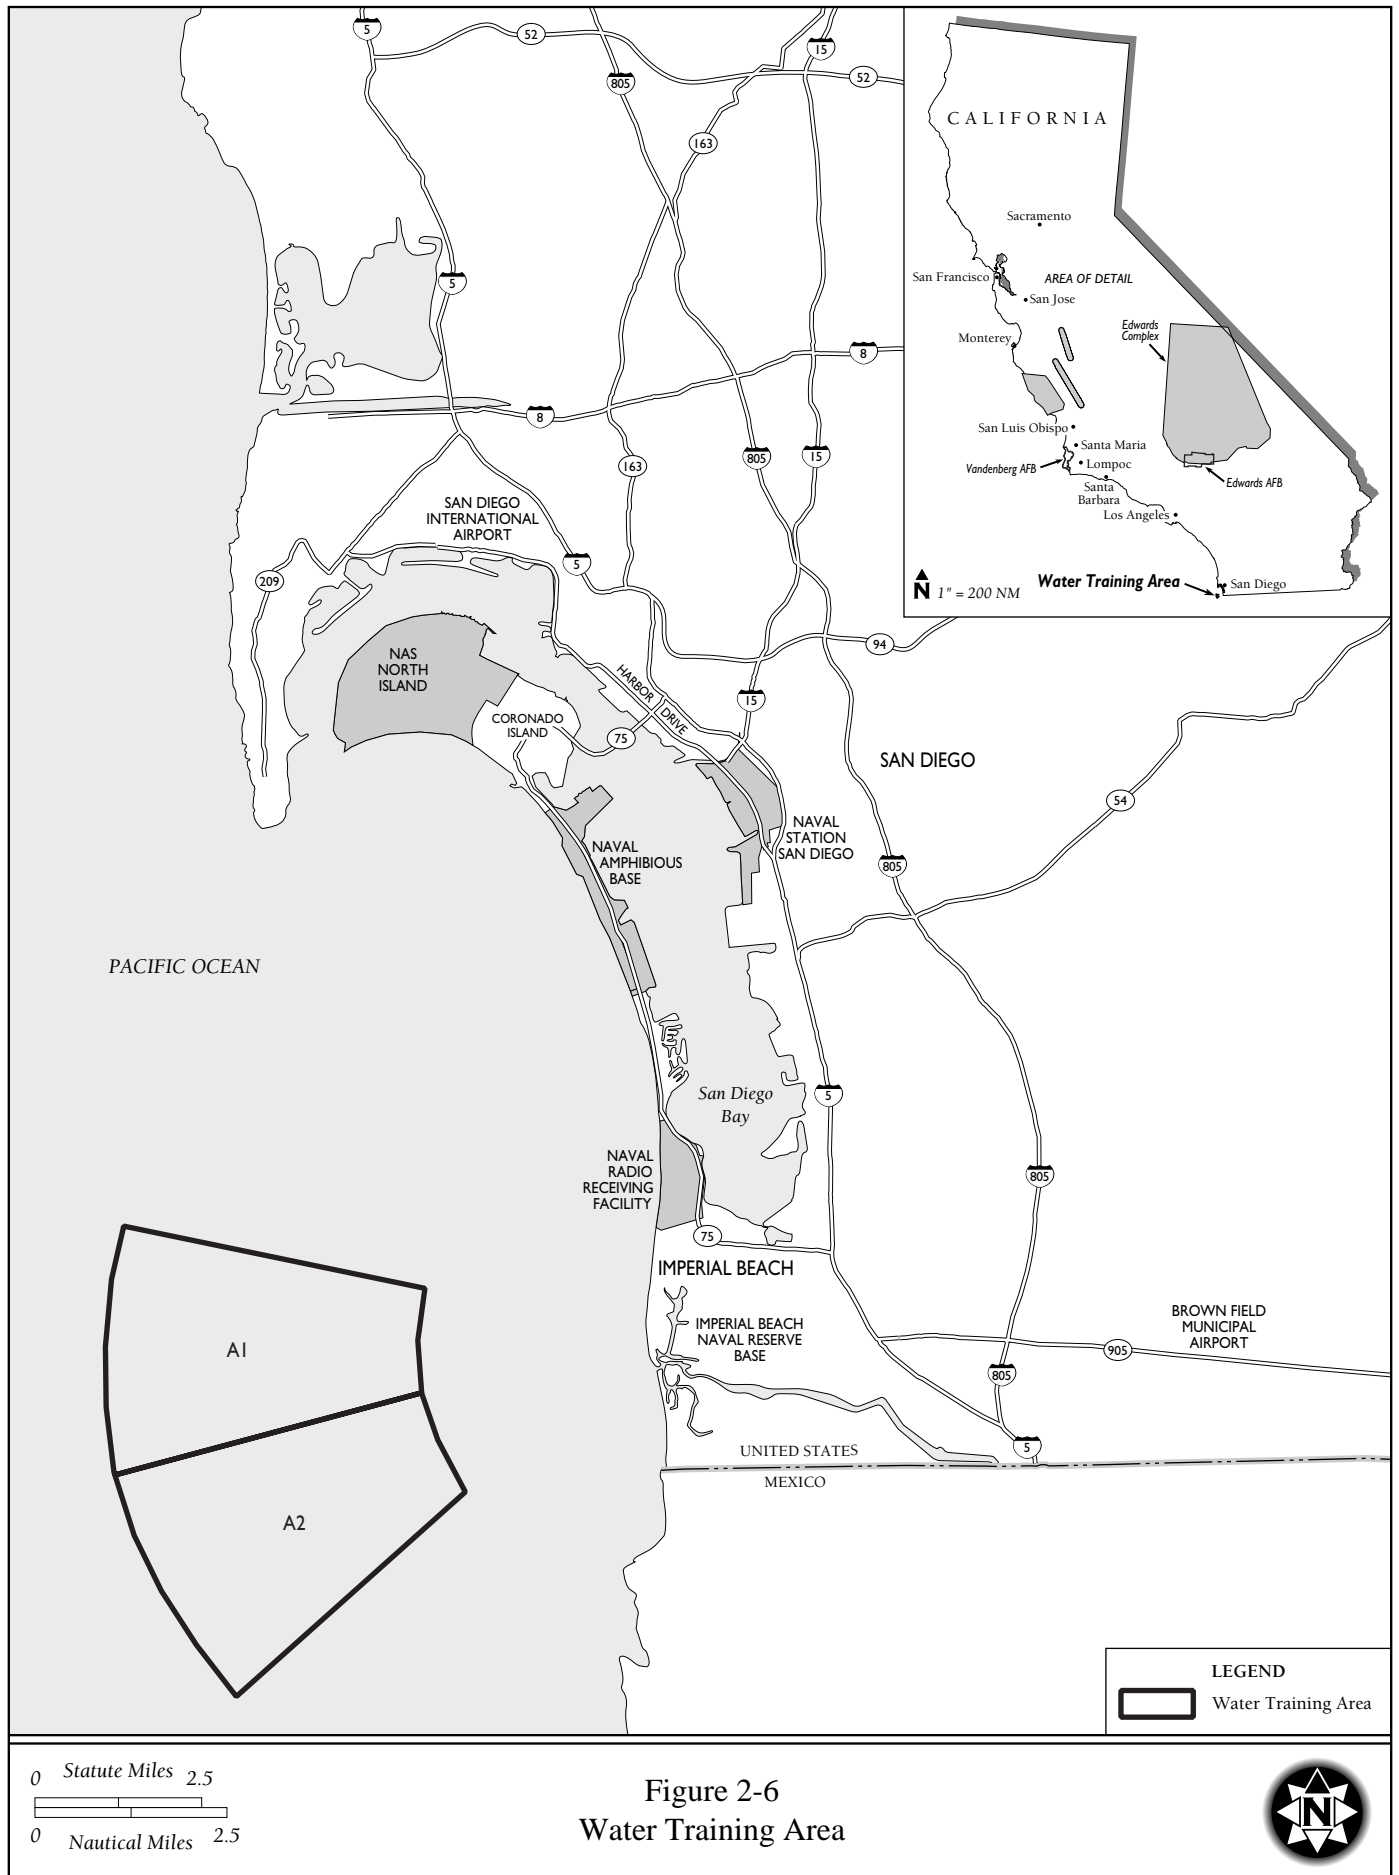 5
52
805
15
52
163
5
8
8
163
805
15
SAN DIEGO
INTERNATIONAL
AIRPORT
5
209
NAS
NORTH
ISLAND
CORONADO
ISLAND
HARBOR
DRIVE
75
15
94
SAN DIEGO
54
NAVAL
STATION
SAN DIEGO
805
NAVAL
AMPHIBIOUS
BASE
PACIFIC OCEAN
San Diego
Bay
5
NAVAL
RADIO
RECEIVING
FACILITY
805
75
IMPERIAL BEACH
IMPERIAL BEACH
NAVAL RESERVE
BASE
BROWN FIELD
MUNICIPAL
AIRPORT
905
805
5
UNITED STATES
MEXICO
A1
A2
CALIFORNIA
Sacramento
San Francisco
AREA OF DETAIL
San Jose
Monterey
Edwards
Complex
San Luis Obispo
Santa Maria
Vandenberg AFB
Lompoc
Santa
Barbara
Edwards AFB
Los Angeles
N
1" = 200 NM
Water Training Area
San Diego
LEGEND
Water Training Area
0 Statute Miles 2.5
0 Nautical Miles 2.5
Figure 2-6
Water Training Area
N